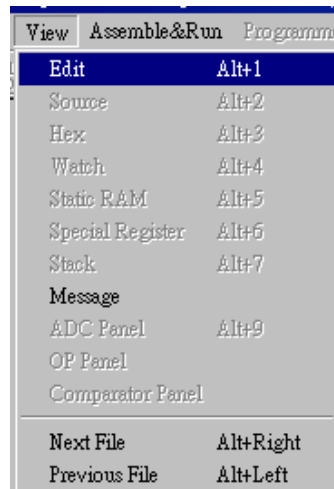 View Assemble&Run
Edit Alt+1
Source Alt+2
Hex Alt+3
Watch Alt+4
Static RAM Alt+5
Special Register Alt+6
Stack Alt+7
Message
ADC Panel Alt+9
OP Panel
Comparator Panel
Next File Alt+Right
Previous File Alt+Left